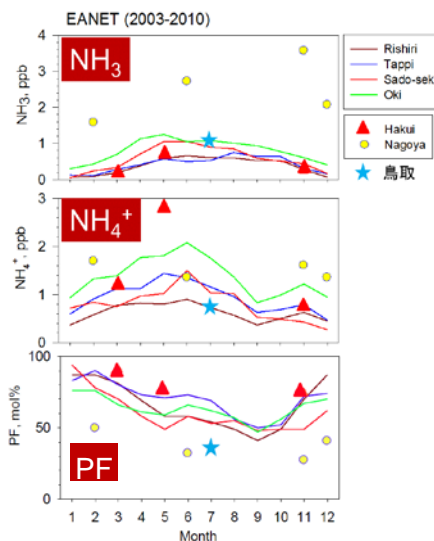 EANET (2003-2010)
NH3
NH3, ppb
4
3
2
1
0
Rishiri
Tappi
Sado-sek
Oki
Hakui
Nagoya
鳥取
NH4+
NH4+, ppb
3
2
1
0
PF
PF, mol%
100
50
0
1 2 3 4 5 6 7 8 9 10 11 12
Month